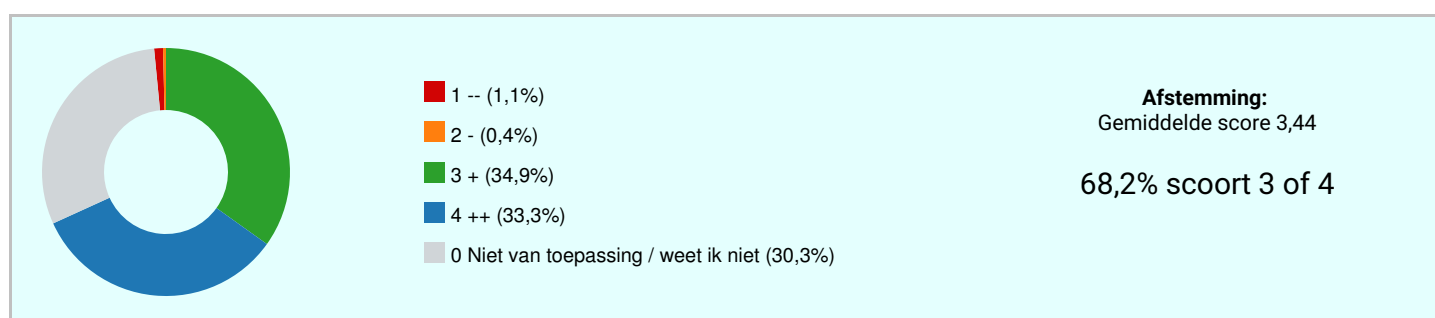 1 -- (1,1%)
2 - (0,4%)
3 + (34,9%)
4 ++ (33,3%)
0 Niet van toepassing / weet ik niet (30,3%)
Afstemming:
Gemiddelde score 3,44
68,2% scoort 3 of 4